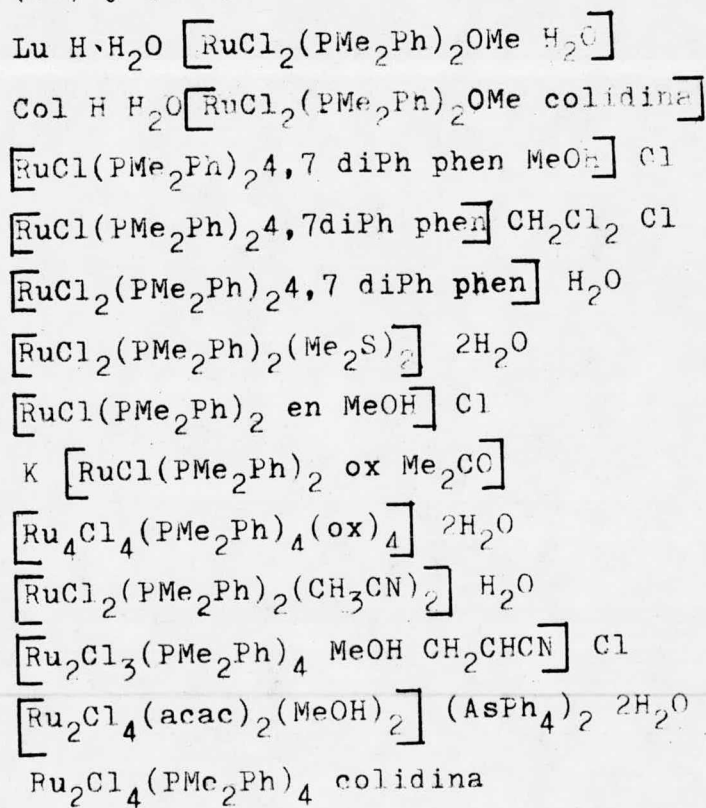 Lu H·H₂O [RuCl₂(PMe₂Ph)₂OMe H₂O]
Col H H₂O[RuCl₂(PMe₂Ph)₂OMe colidina]
[RuCl(PMe₂Ph)₂4,7 diPh phen MeOH] Cl
[RuCl(PMe₂Ph)₂4,7diPh phen] CH₂Cl₂ Cl
[RuCl₂(PMe₂Ph)₂4,7 diPh phen] H₂O
[RuCl₂(PMe₂Ph)₂(Me₂S)₂] 2H₂O
[RuCl(PMe₂Ph)₂ en MeOH] Cl
K [RuCl(PMe₂Ph)₂ ox Me₂CO]
[Ru₄Cl₄(PMe₂Ph)₄(ox)₄] 2H₂O
[RuCl₂(PMe₂Ph)₂(CH₃CN)₂] H₂O
[Ru₂Cl₃(PMe₂Ph)₄ MeOH CH₂CHCN] Cl
[Ru₂Cl₄(acac)₂(MeOH)₂] (AsPh₄)₂ 2H₂O
Ru₂Cl₄(PMe₂Ph)₄ colidina